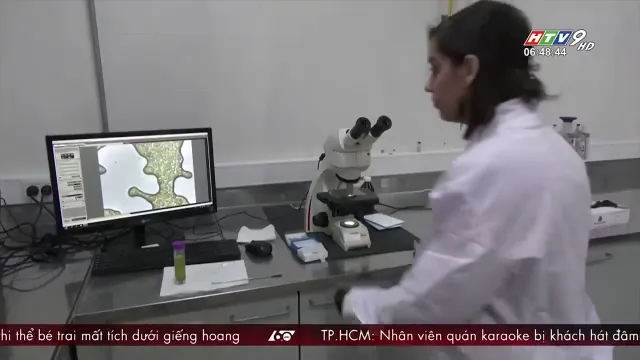 HTV9 HD
06:48:44
hi thể bé trai mất tích dưới giếng hoang 60 TP.HCM: Nhân viên quán karaoke bị khách hát đâm